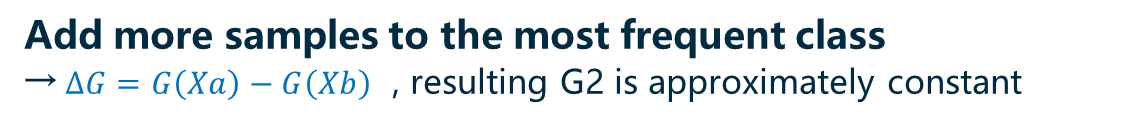 Add more samples to the most frequent class
→ ΔG = G(Xa) − G(Xb) , resulting G2 is approximately constant